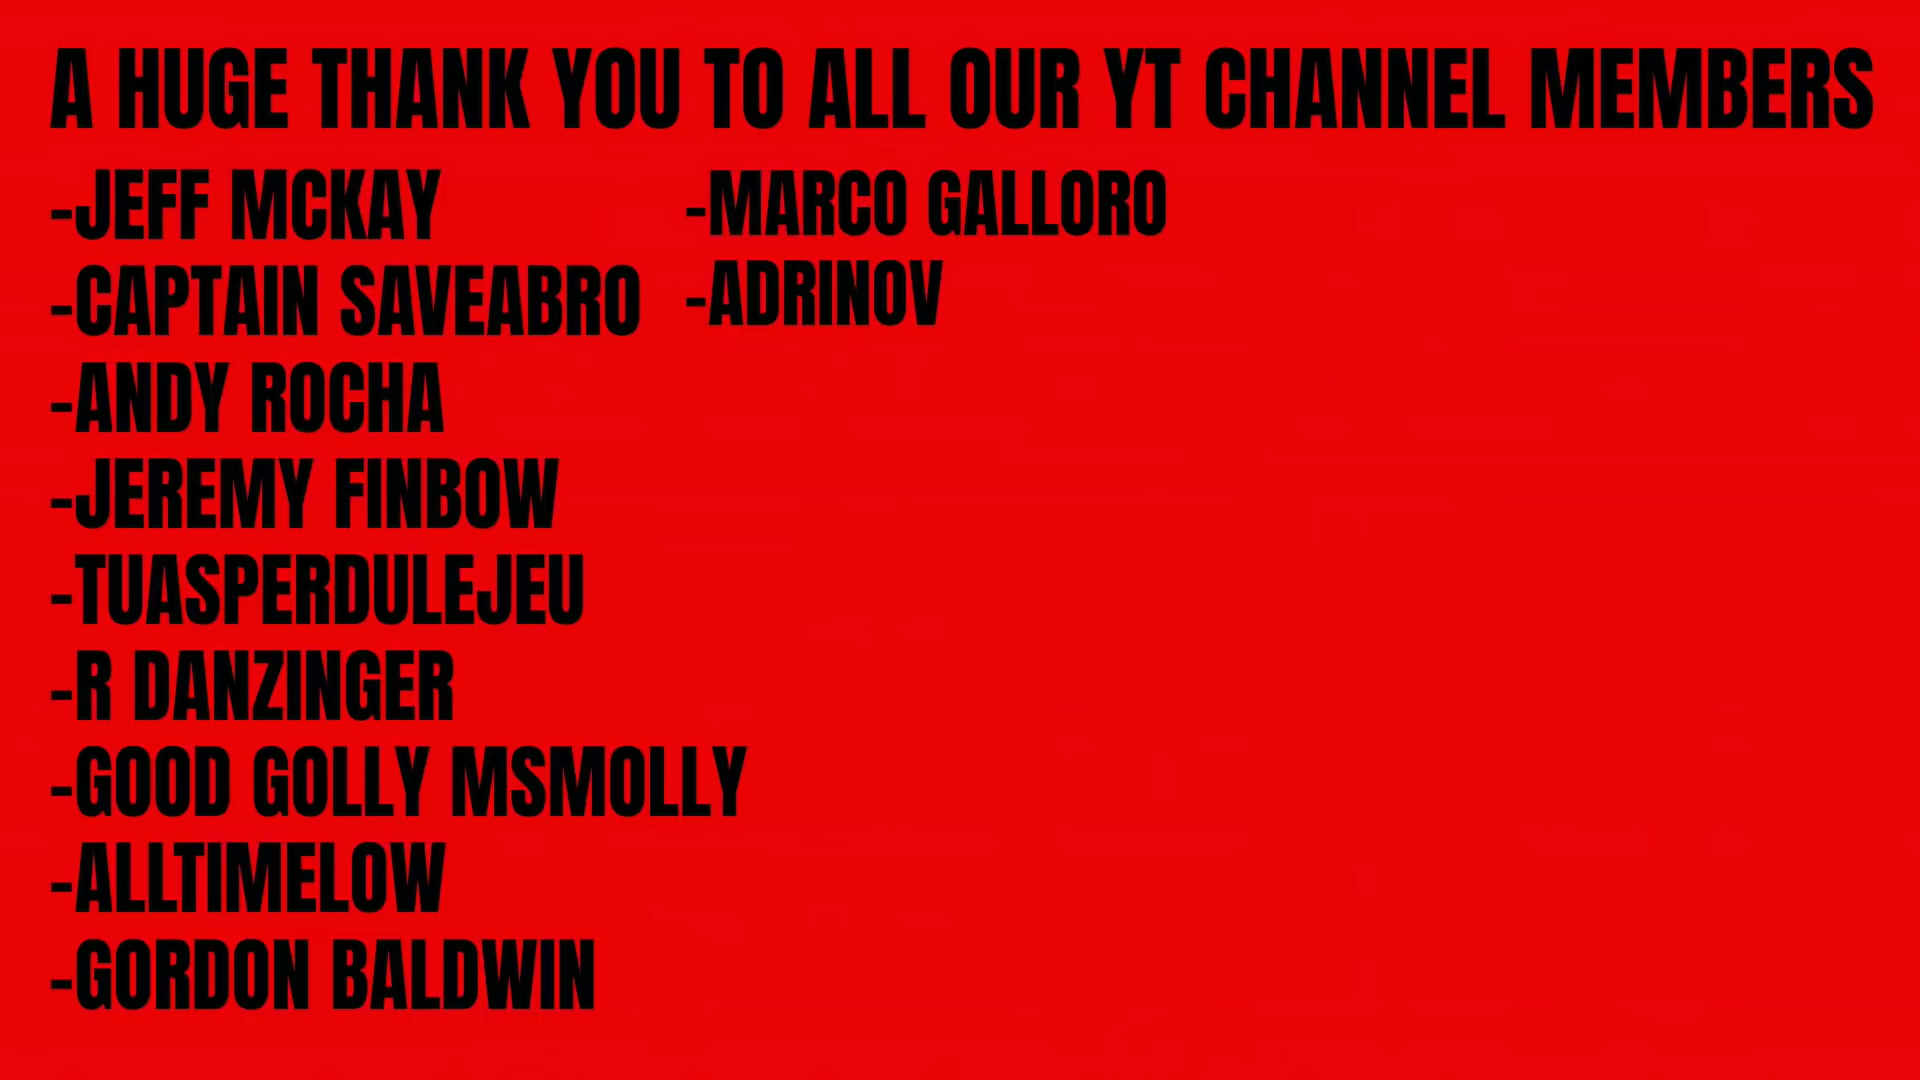 A HUGE THANK YOU TO ALL OUR YT CHANNEL MEMBERS
-JEFF MCKAY
-CAPTAIN SAVEABRO
-ANDY ROCHA
-JEREMY FINBOW
-TUASPERDULEJEU
-R DANZINGER
-GOOD GOLLY MSMOLLY
-ALLTIMELOW
-GORDON BALDWIN
-MARCO GALLORO
-ADRINOV